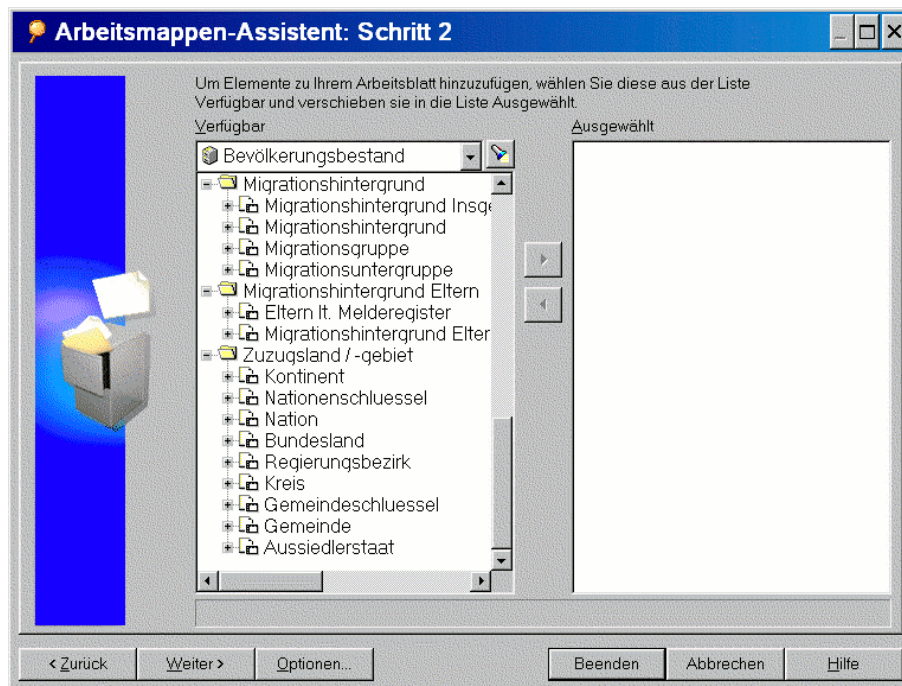 Arbeitsmappen-Assistent: Schritt 2
Um Elemente zu Ihrem Arbeitsblatt hinzuzufügen, wählen Sie diese aus der Liste
Verfügbar und verschieben sie in die Liste Ausgewählt.
Verfügbar
Ausgewählt
Bevölkerungsbestand
Migrationshintergrund
Migrationshintergrund Insge
Migrationshintergrund
Migrationsgruppe
Migrationsuntergruppe
Migrationshintergrund Eltern
Eltern lt. Melderegister
Migrationshintergrund Elter
Zuzugsland / -gebiet
Kontinent
Nationenschluessel
Nation
Bundesland
Regierungsbezirk
Kreis
Gemeindeschluessel
Gemeinde
Aussiedlerstaat
< Zurück
Weiter >
Optionen...
Beenden
Abbrechen
Hilfe